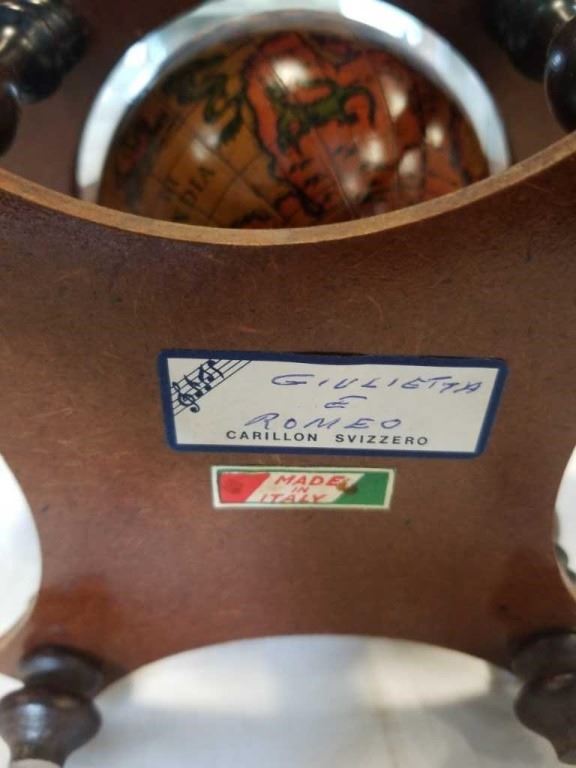 GIULIETTA
E
ROMEO
CARILLON SVIZZERO
MADE
IN
ITALY